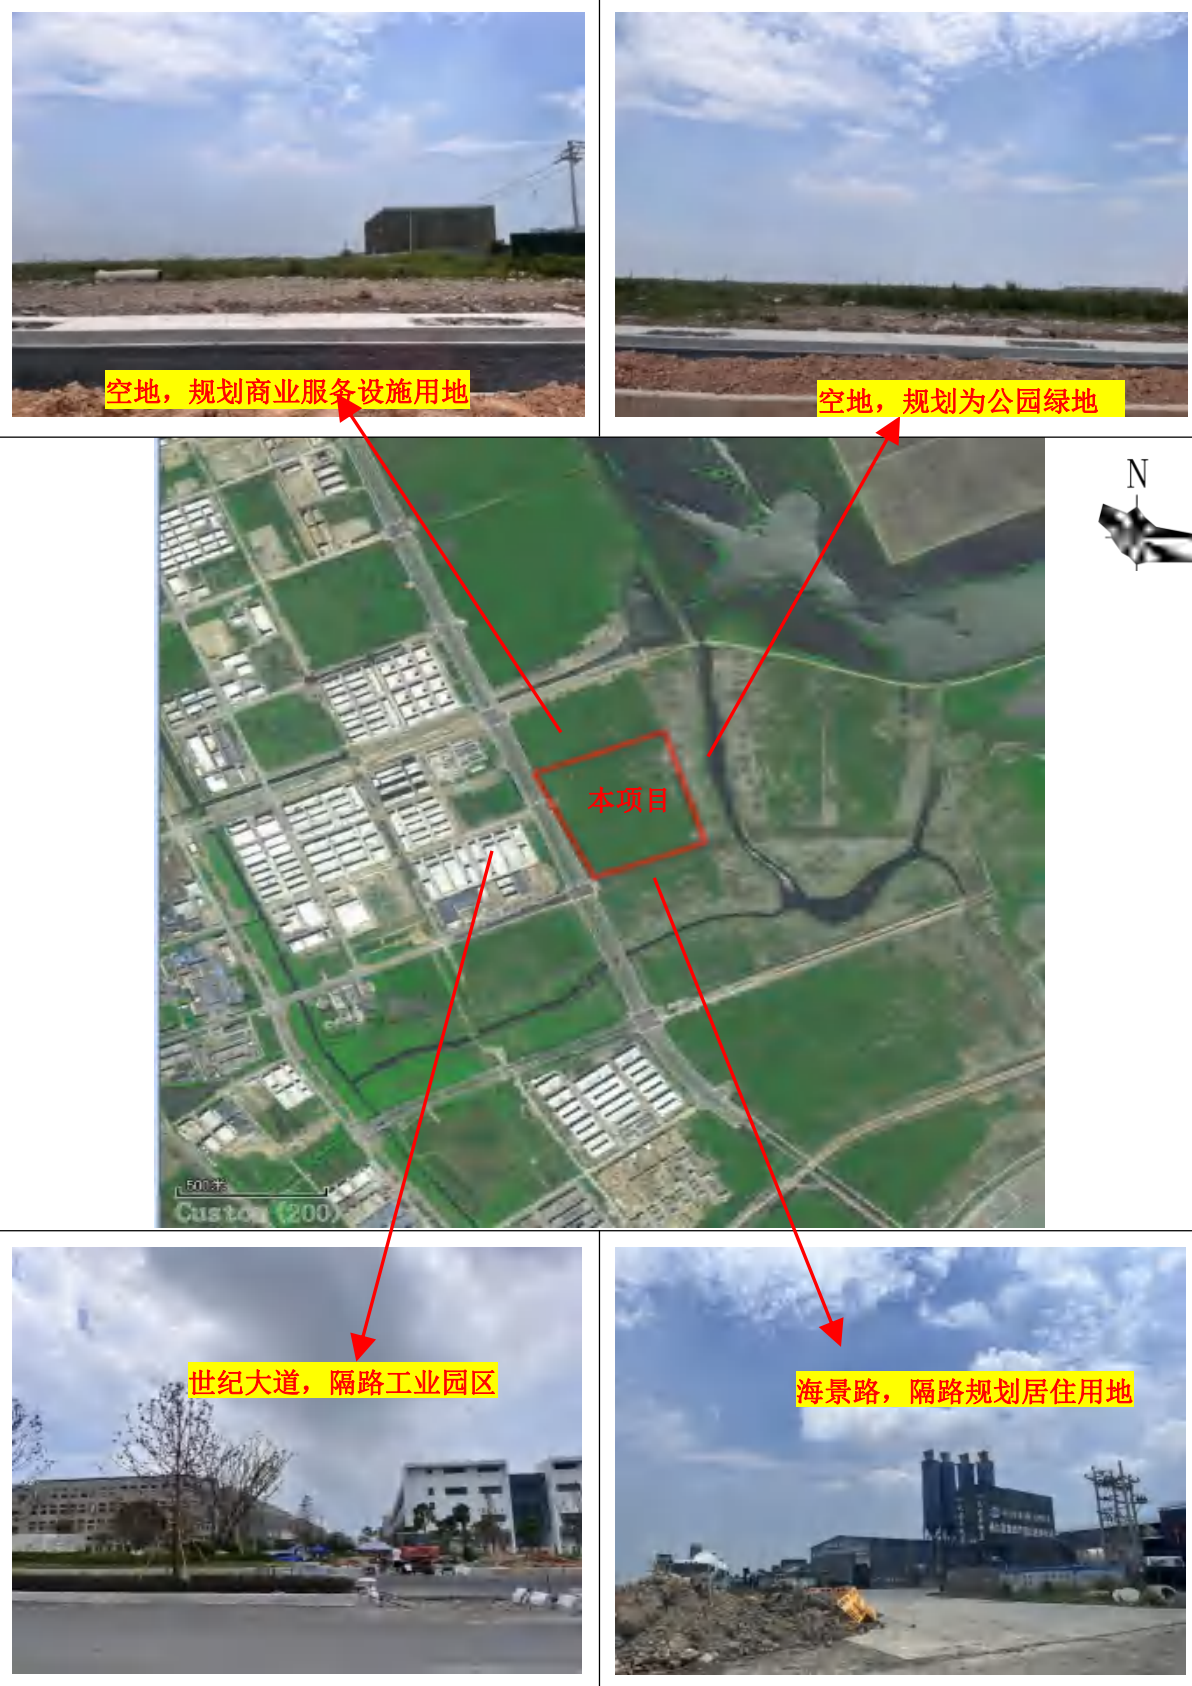 空地，规划商业服务设施用地
空地，规划为公园绿地
N
本项目
500米
Custom (200)
世纪大道，隔路工业园区
海景路，隔路规划居住用地